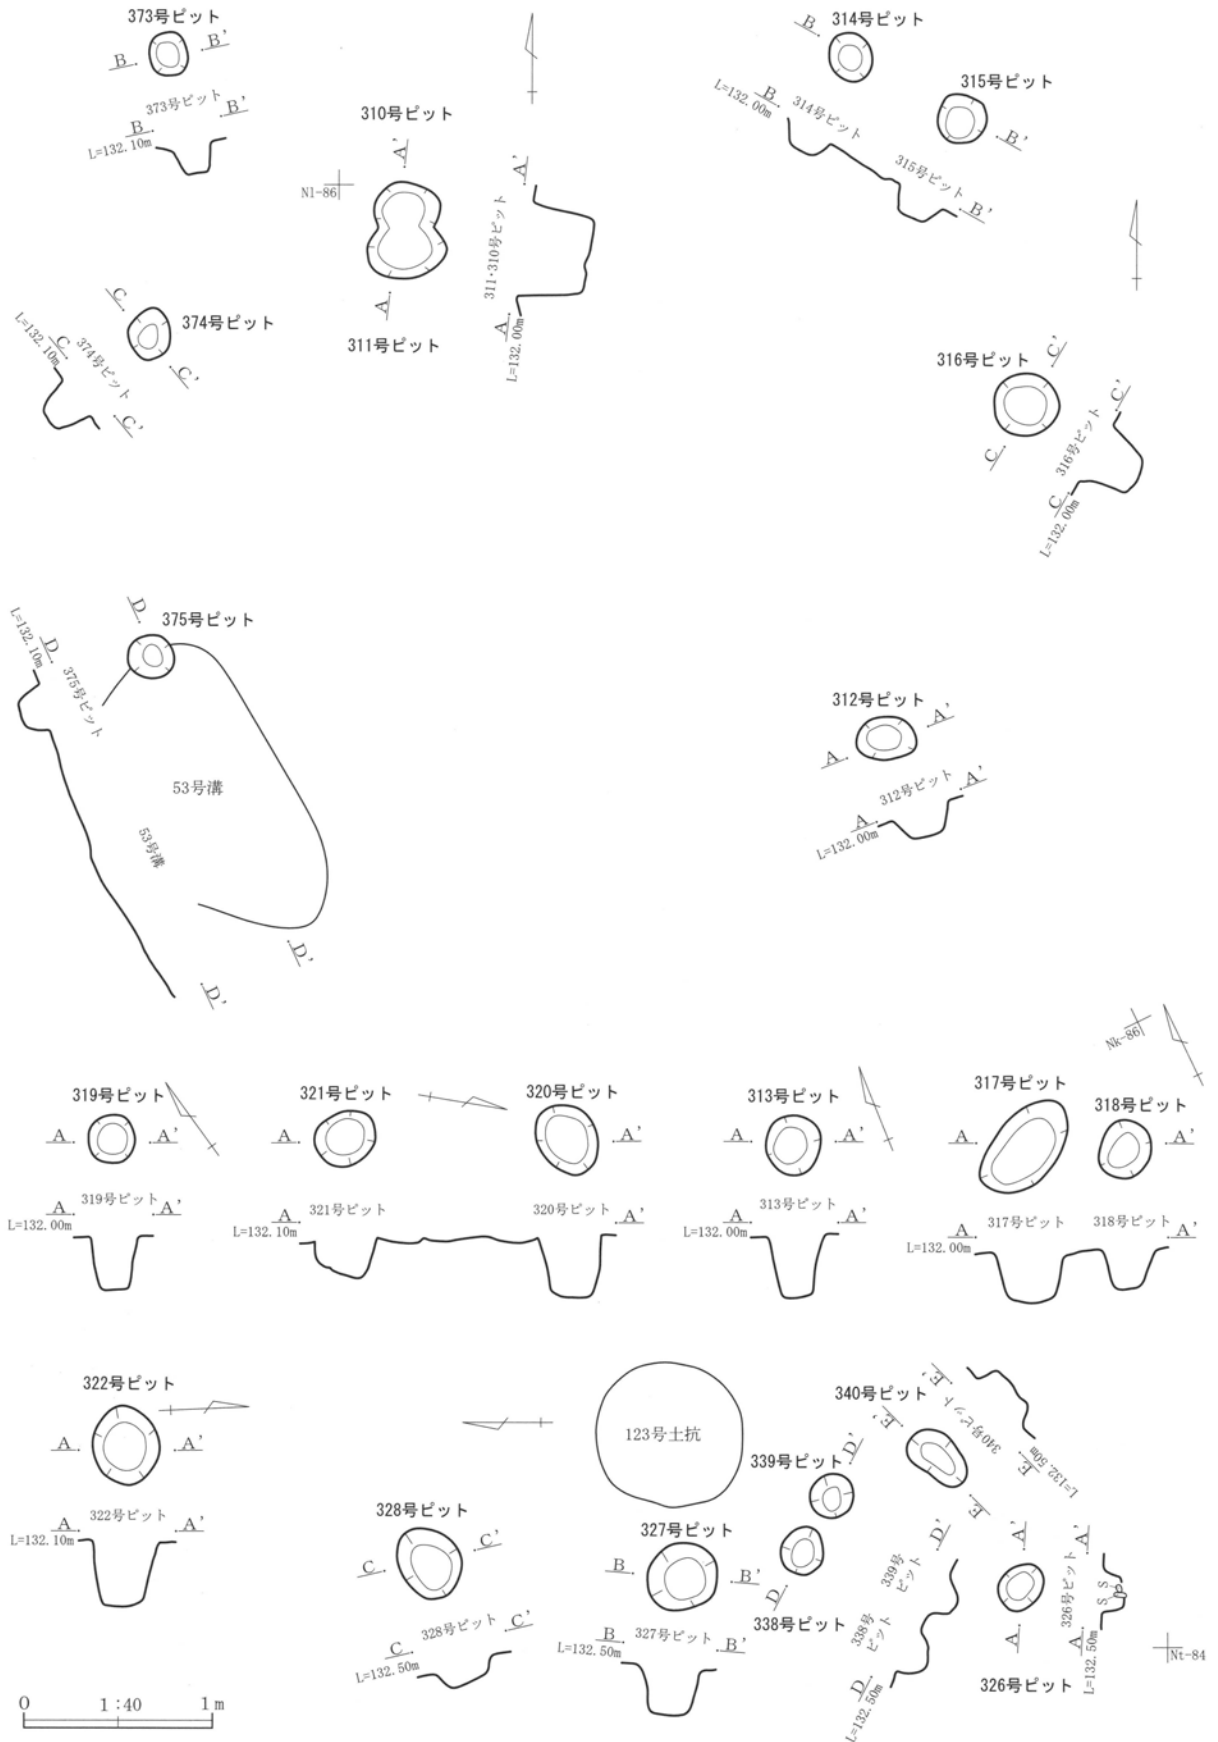 373号ピット
B
B'
373号ピット
B
B'
L=132.10m
310号ピット
A'
A
Nl-86
311号ピット
311・310号ピット
A'
A
L=132.00m
314号ピット
B
315号ピット
B'
B
L=132.00m
314号ピット
315号ピット
B'
C
374号ピット
C'
C
L=132.10m
374号ピット
C'
316号ピット
C'
C
316号ピット
C'
C
L=132.00m
D
375号ピット
D
L=132.10m
375号ピット
53号溝
53号溝
D'
D'
312号ピット
A'
A
312号ピット
A'
A
L=132.00m
Nk-86
319号ピット
A
A'
319号ピット
A
A'
L=132.00m
321号ピット
320号ピット
A
A'
321号ピット
320号ピット
A
A'
L=132.10m
313号ピット
A
A'
313号ピット
A
A'
L=132.00m
317号ピット
318号ピット
A
A'
317号ピット
318号ピット
A
A'
L=132.00m
322号ピット
A
A'
322号ピット
A
A'
L=132.10m
328号ピット
C
C'
328号ピット
C
C'
L=132.50m
123号土抗
327号ピット
B
B'
327号ピット
B
B'
L=132.50m
339号ピット
D'
D
338号ピット
339号
ピット
338号
ピット
D'
D
L=132.50m
340号ピット
E'
E
340号ピット
E'
E
L=132.50m
A'
A
326号ピット
326号ピット
A'
A
S
S
L=132.50m
Nt-84
0
1:40
1m